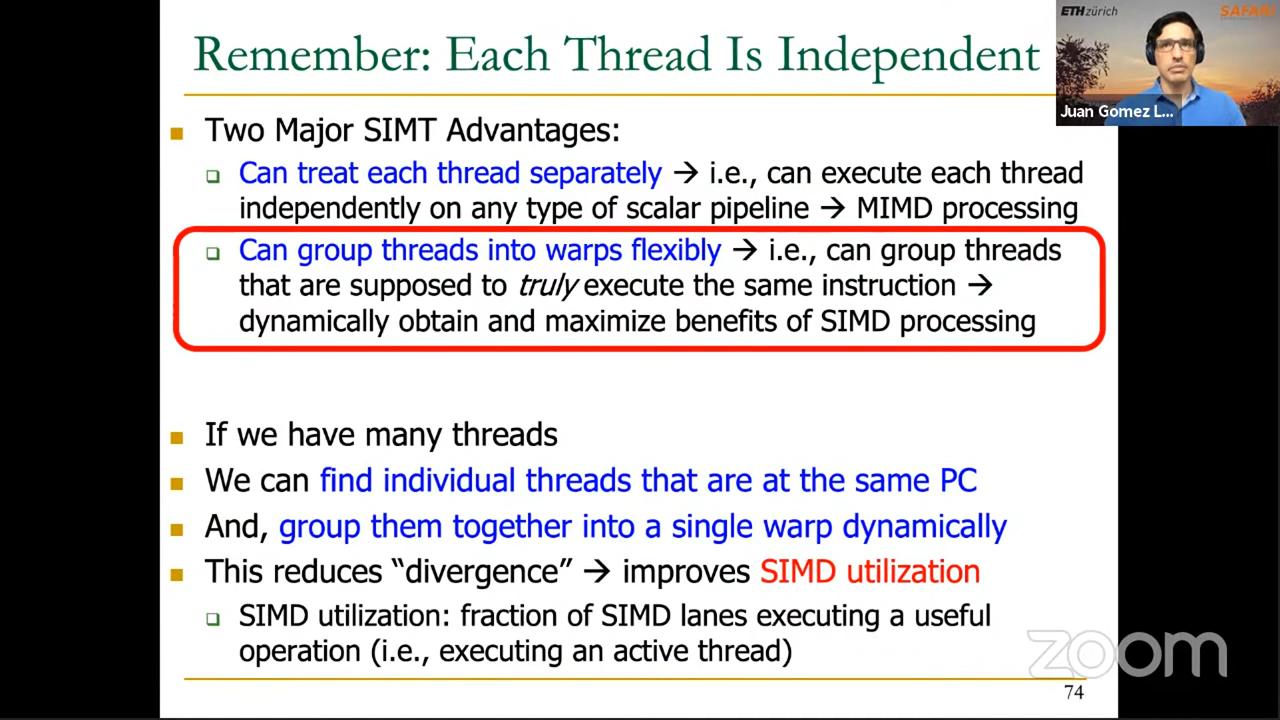 Remember: Each Thread Is Independent
ETHzürich
SAFARI
Juan Gomez L...
Two Major SIMT Advantages:
Can treat each thread separately → i.e., can execute each thread
independently on any type of scalar pipeline → MIMD processing
Can group threads into warps flexibly → i.e., can group threads
that are supposed to truly execute the same instruction →
dynamically obtain and maximize benefits of SIMD processing
If we have many threads
We can find individual threads that are at the same PC
And, group them together into a single warp dynamically
This reduces “divergence” → improves SIMD utilization
SIMD utilization: fraction of SIMD lanes executing a useful
operation (i.e., executing an active thread)
zoom
74